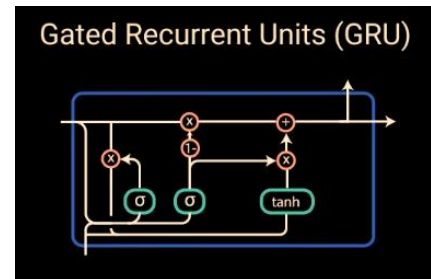 Gated Recurrent Units (GRU)
x
+
1-
x
x
σ
σ
tanh